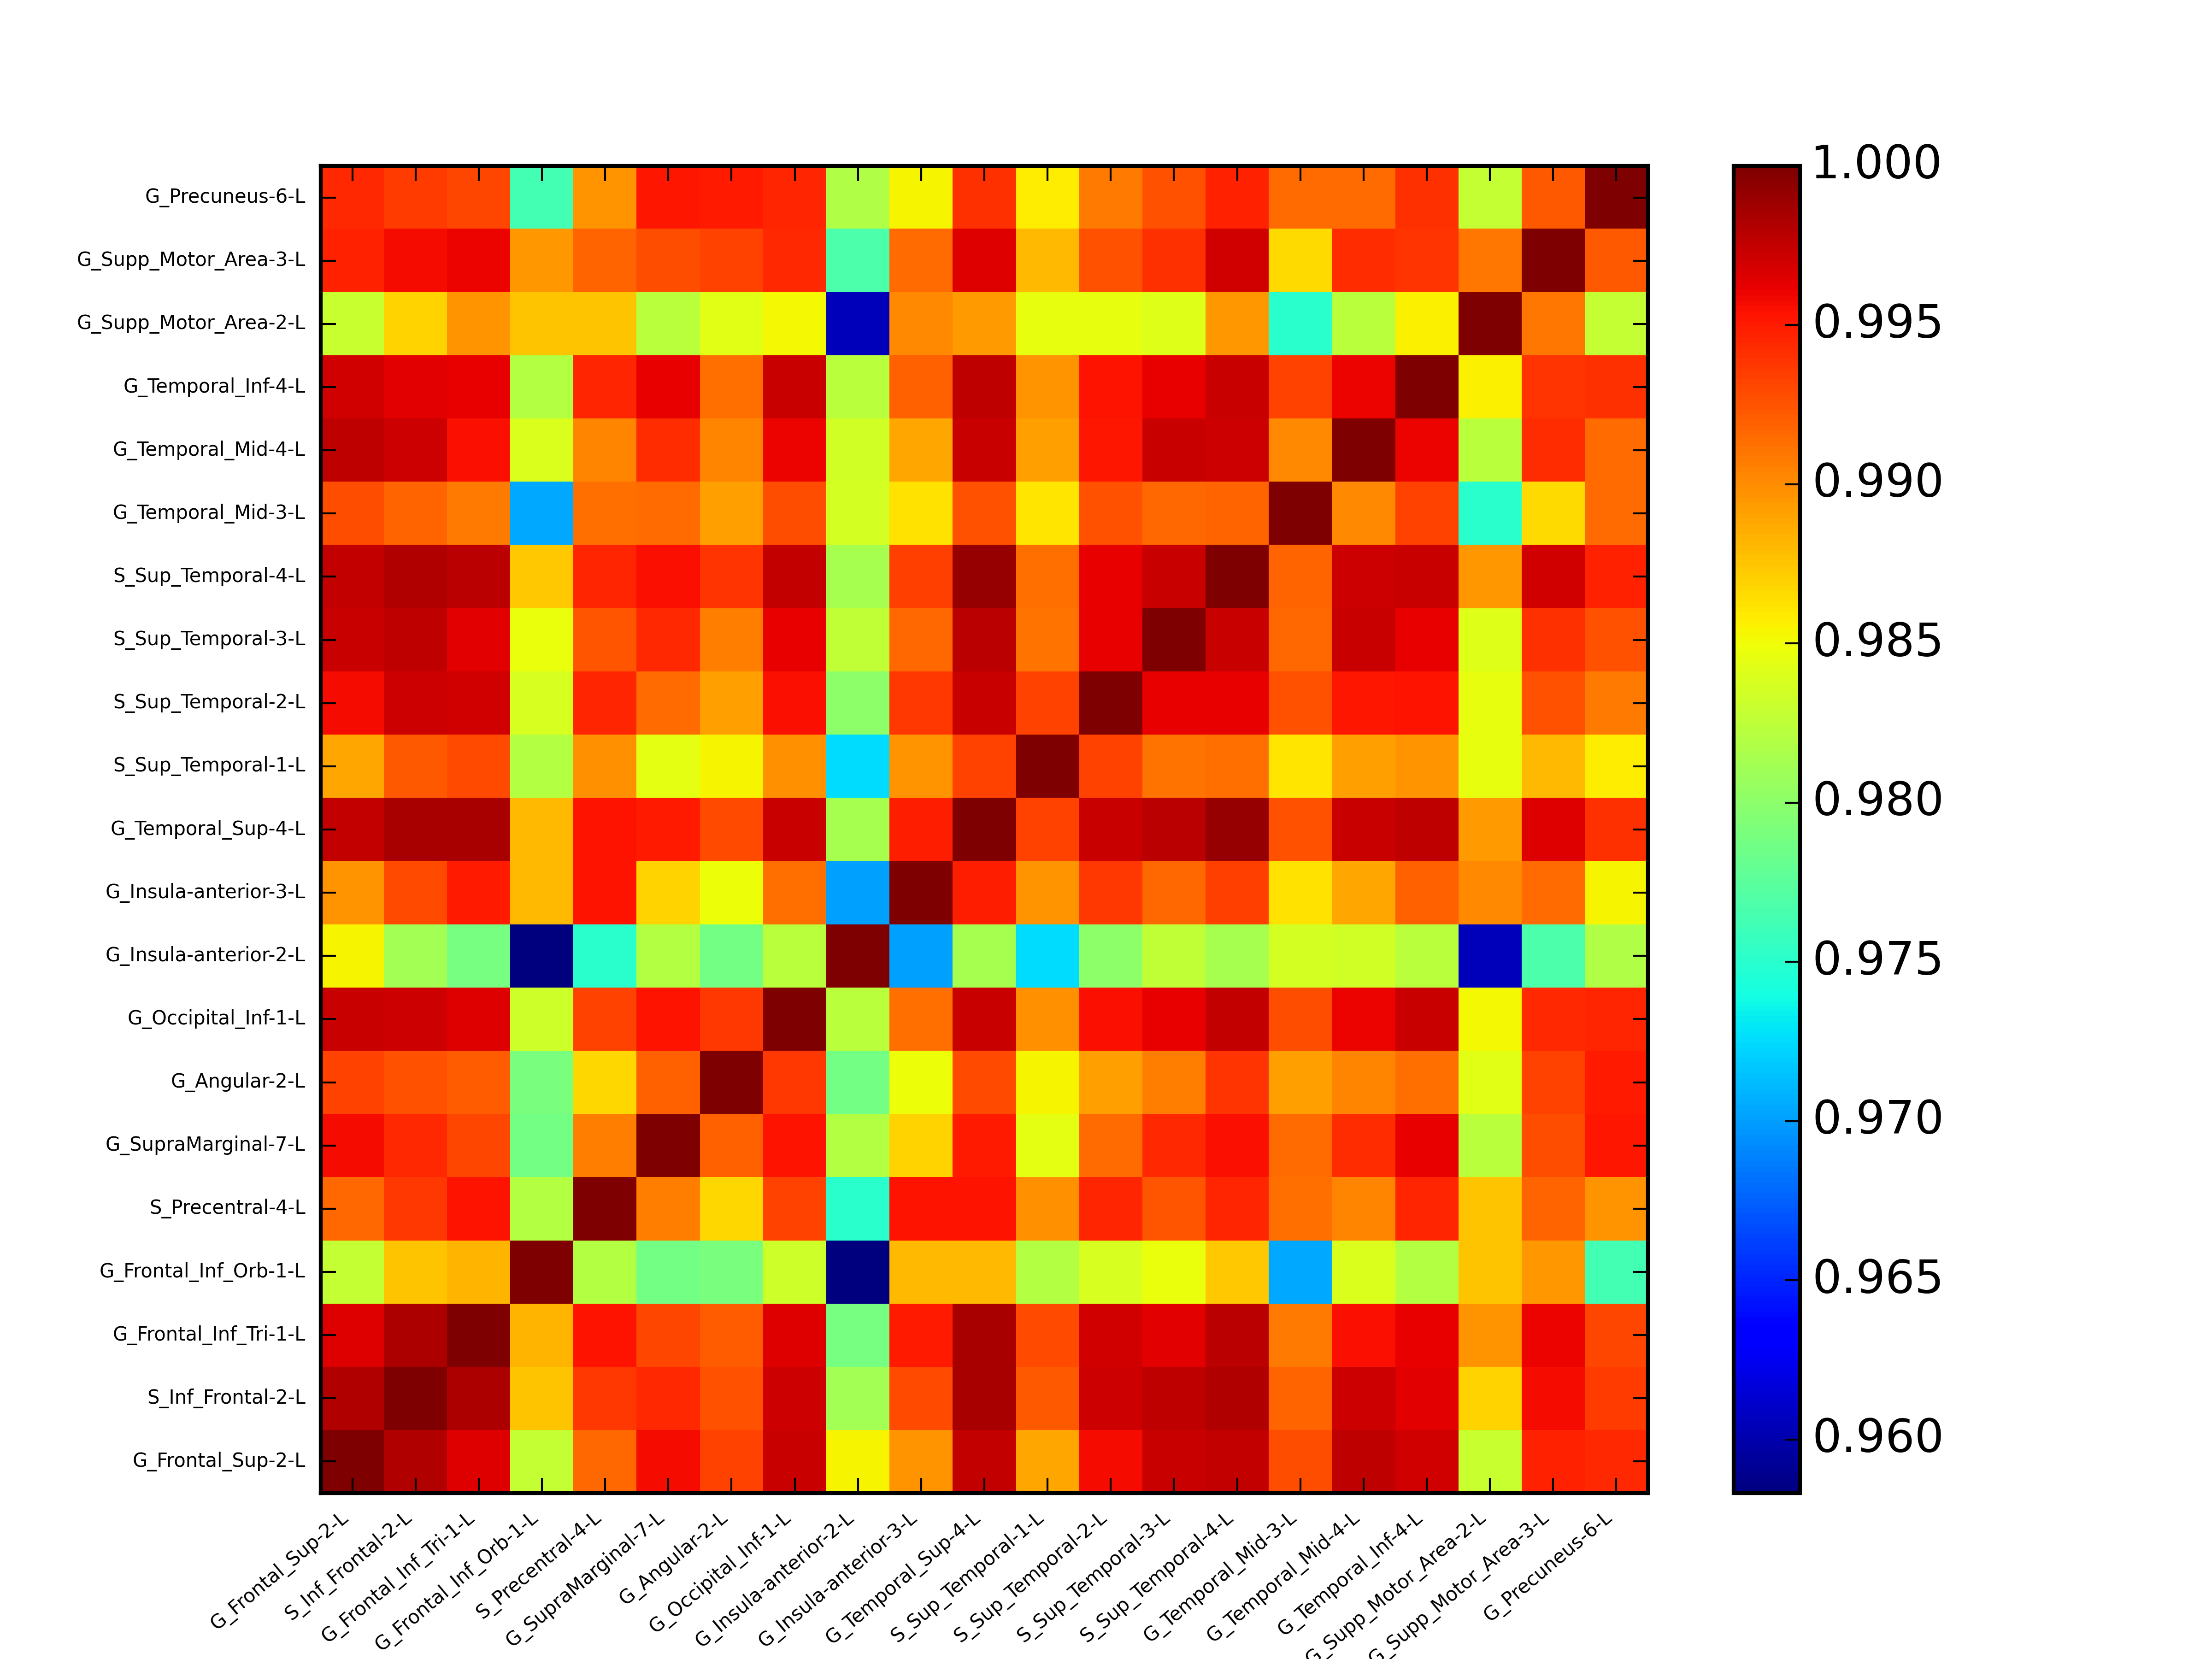 G_Precuneus-6-L
G_Supp_Motor_Area-3-L
G_Supp_Motor_Area-2-L
G_Temporal_Inf-4-L
G_Temporal_Mid-4-L
G_Temporal_Mid-3-L
S_Sup_Temporal-4-L
S_Sup_Temporal-3-L
S_Sup_Temporal-2-L
S_Sup_Temporal-1-L
G_Temporal_Sup-4-L
G_Insula-anterior-3-L
G_Insula-anterior-2-L
G_Occipital_Inf-1-L
G_Angular-2-L
G_SupraMarginal-7-L
S_Precentral-4-L
G_Frontal_Inf_Orb-1-L
G_Frontal_Inf_Tri-1-L
S_Inf_Frontal-2-L
G_Frontal_Sup-2-L
G_Frontal_Sup-2-L
S_Inf_Frontal-2-L
G_Frontal_Inf_Tri-1-L
G_Frontal_Inf_Orb-1-L
S_Precentral-4-L
G_SupraMarginal-7-L
G_Angular-2-L
G_Occipital_Inf-1-L
G_Insula-anterior-2-L
G_Insula-anterior-3-L
G_Temporal_Sup-4-L
S_Sup_Temporal-1-L
S_Sup_Temporal-2-L
S_Sup_Temporal-3-L
S_Sup_Temporal-4-L
G_Temporal_Mid-3-L
G_Temporal_Mid-4-L
G_Temporal_Inf-4-L
G_Supp_Motor_Area-2-L
G_Supp_Motor_Area-3-L
G_Precuneus-6-L
1.000
0.995
0.990
0.985
0.980
0.975
0.970
0.965
0.960